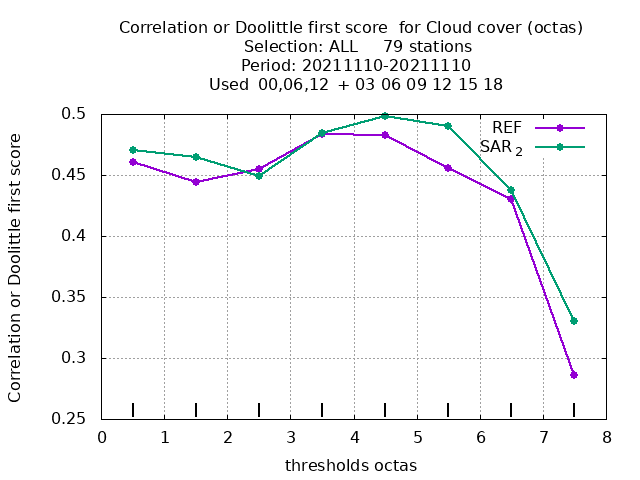 Correlation or Doolittle first score  for Cloud cover (octas)
Selection: ALL     79 stations
Period: 20211110-20211110
Used  00,06,12  + 03 06 09 12 15 18
REF
SAR 2
0.5
0.45
0.4
0.35
0.3
0.25
Correlation or Doolittle first score
0 1 2 3 4 5 6 7 8
thresholds octas